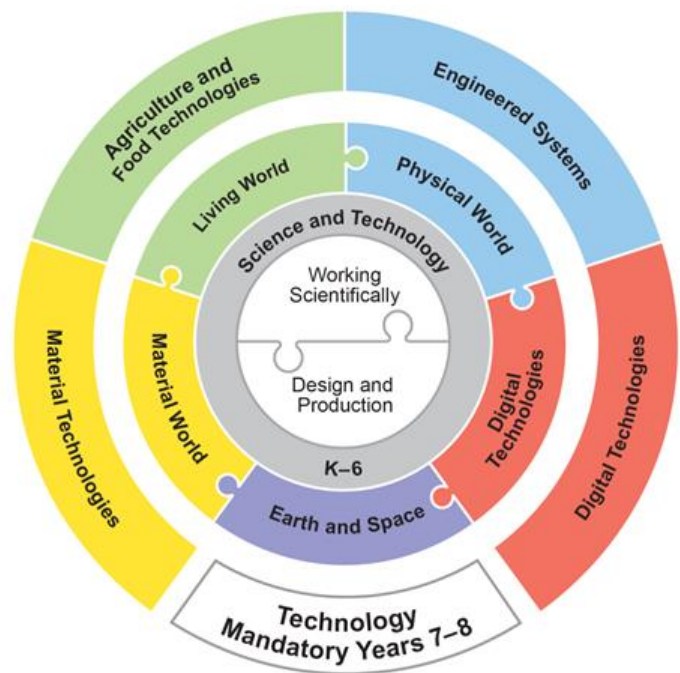 Agriculture and
Food Technologies
Engineered Systems
Living World
Physical World
Science and Technology
Working
Scientifically
Design and
Production
K–6
Material Technologies
Material World
Digital
Technologies
Digital Technologies
Earth and Space
Technology
Mandatory Years 7–8